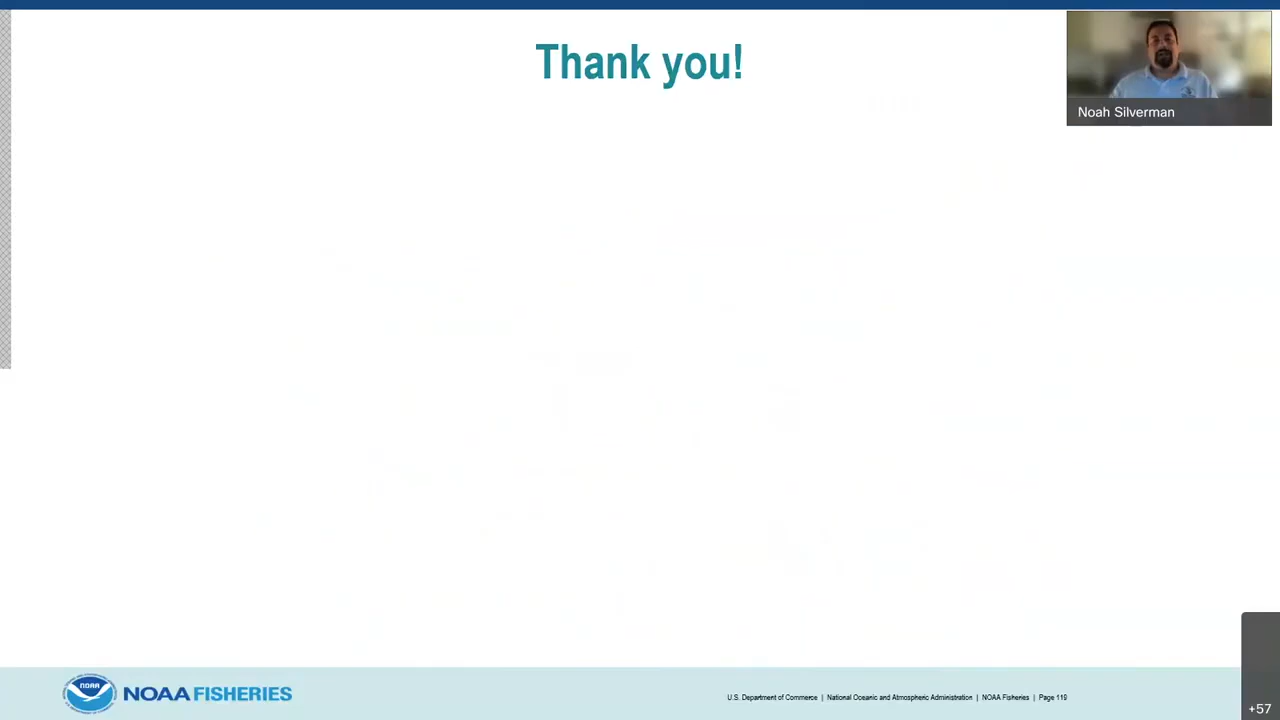 Thank you!
Noah Silverman
NOAA
NOAA FISHERIES
U.S. Department of Commerce | National Oceanic and Atmospheric Administration | NOAA Fisheries | Page 119
+57